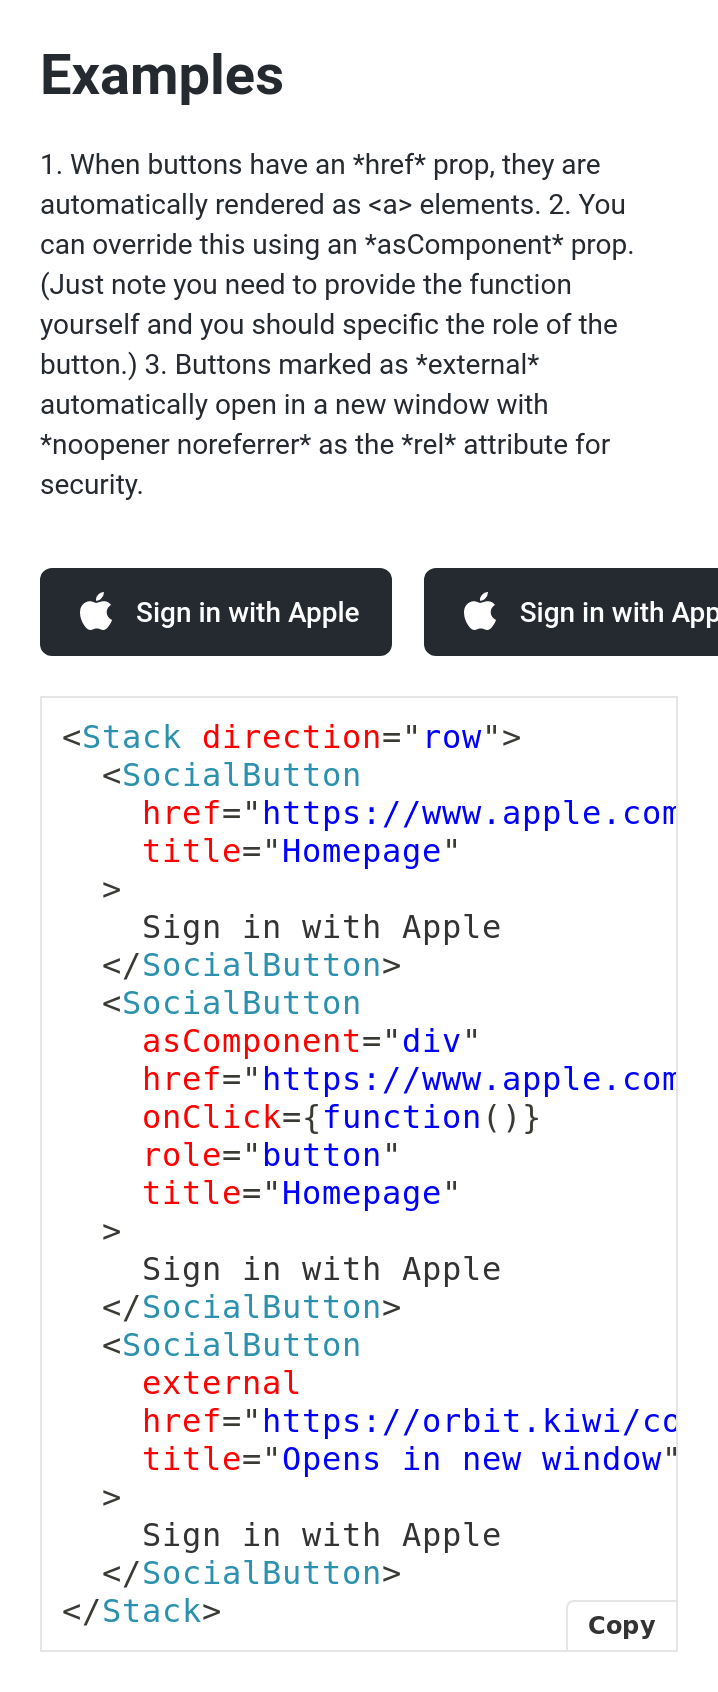 Examples
1. When buttons have an *href* prop, they are
automatically rendered as <a> elements. 2. You
can override this using an *asComponent* prop.
(Just note you need to provide the function
yourself and you should specific the role of the
button.) 3. Buttons marked as *external*
automatically open in a new window with
*noopener noreferrer* as the *rel* attribute for
security.
Sign in with Apple
Sign in with App
<Stack direction="row">
  <SocialButton
    href="https://www.apple.com
    title="Homepage"
  >
    Sign in with Apple
  </SocialButton>
  <SocialButton
    asComponent="div"
    href="https://www.apple.com
    onClick={function()}
    role="button"
    title="Homepage"
  >
    Sign in with Apple
  </SocialButton>
  <SocialButton
    external
    href="https://orbit.kiwi/co
    title="Opens in new window"
  >
    Sign in with Apple
  </SocialButton>
</Stack>
Copy